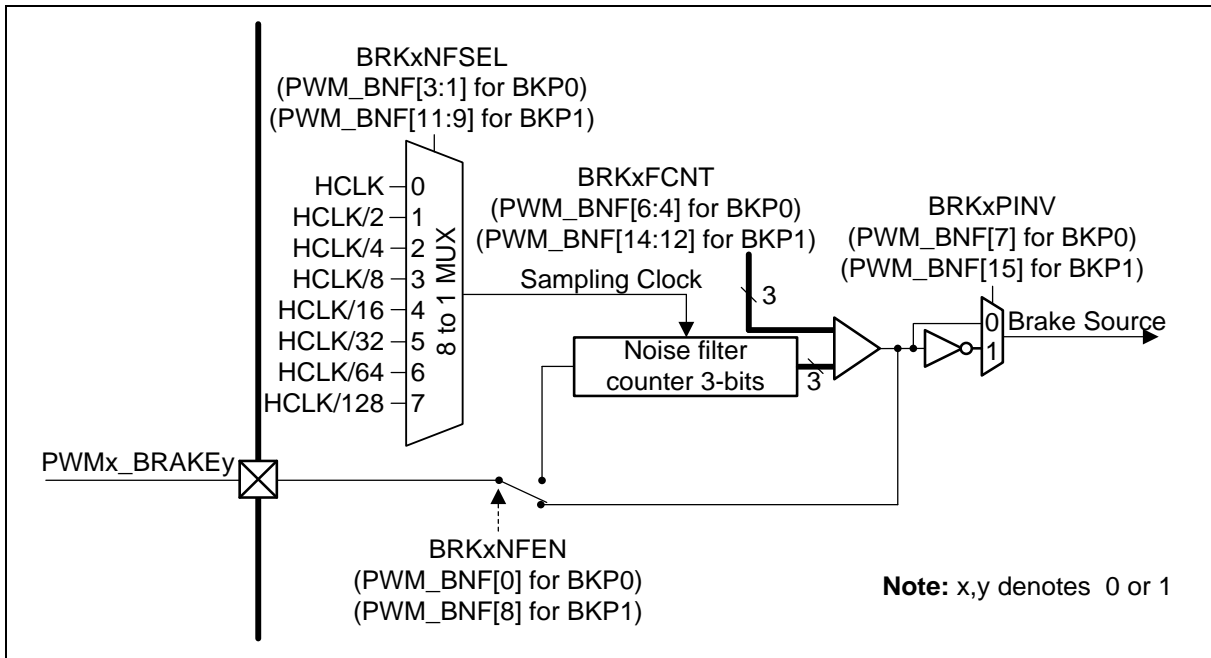 BRKxNFSEL
(PWM_BNF[3:1] for BKP0)
(PWM_BNF[11:9] for BKP1)
HCLK 0
HCLK/2 1
HCLK/4 2
HCLK/8 3
HCLK/16 4
HCLK/32 5
HCLK/64 6
HCLK/128 7
8 to 1 MUX
BRKxFCNT
(PWM_BNF[6:4] for BKP0)
(PWM_BNF[14:12] for BKP1)
BRKxPINV
(PWM_BNF[7] for BKP0)
(PWM_BNF[15] for BKP1)
Sampling Clock
3
Noise filter
counter 3-bits
3
0
1
Brake Source
PWMx_BRAKEy
BRKxNFEN
(PWM_BNF[0] for BKP0)
(PWM_BNF[8] for BKP1)
Note: x,y denotes 0 or 1